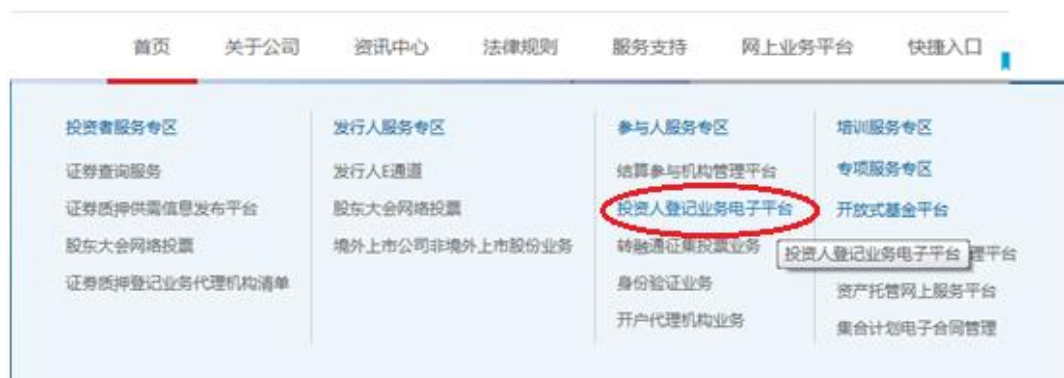 首页 关于公司 资讯中心 法律规则 服务支持 网上业务平台 快捷入口
投资者服务专区
证券查询服务
证券质押供需信息发布平台
股东大会网络投票
证券质押登记业务代理机构清单
发行人服务专区
发行人E通道
股东大会网络投票
境外上市公司非境外上市股份业务
参与人服务专区
结算参与机构管理平台
投资人登记业务电子平台
转融通征集投票业务
身份验证业务
开户代理机构业务
培训服务专区
专项服务专区
开放式基金平台
投资人登记业务电子平台
理平台
资产托管网上服务平台
集合计划电子合同管理